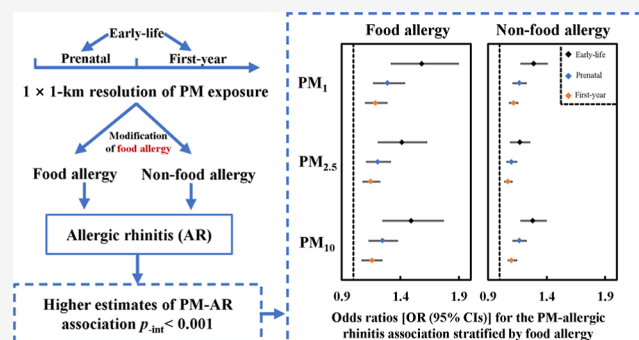 Early-life
Prenatal
First-year
1 × 1-km resolution of PM exposure
Modification
of food allergy
Food allergy
Non-food allergy
Allergic rhinitis (AR)
Higher estimates of PM-AR
association p-int< 0.001
Food allergy
Non-food allergy
Early-life
Prenatal
First-year
PM1
PM2.5
PM10
0.9
1.4
1.9
0.9
1.4
1.9
Odds ratios [OR (95% CIs)] for the PM-allergic
rhinitis association stratified by food allergy